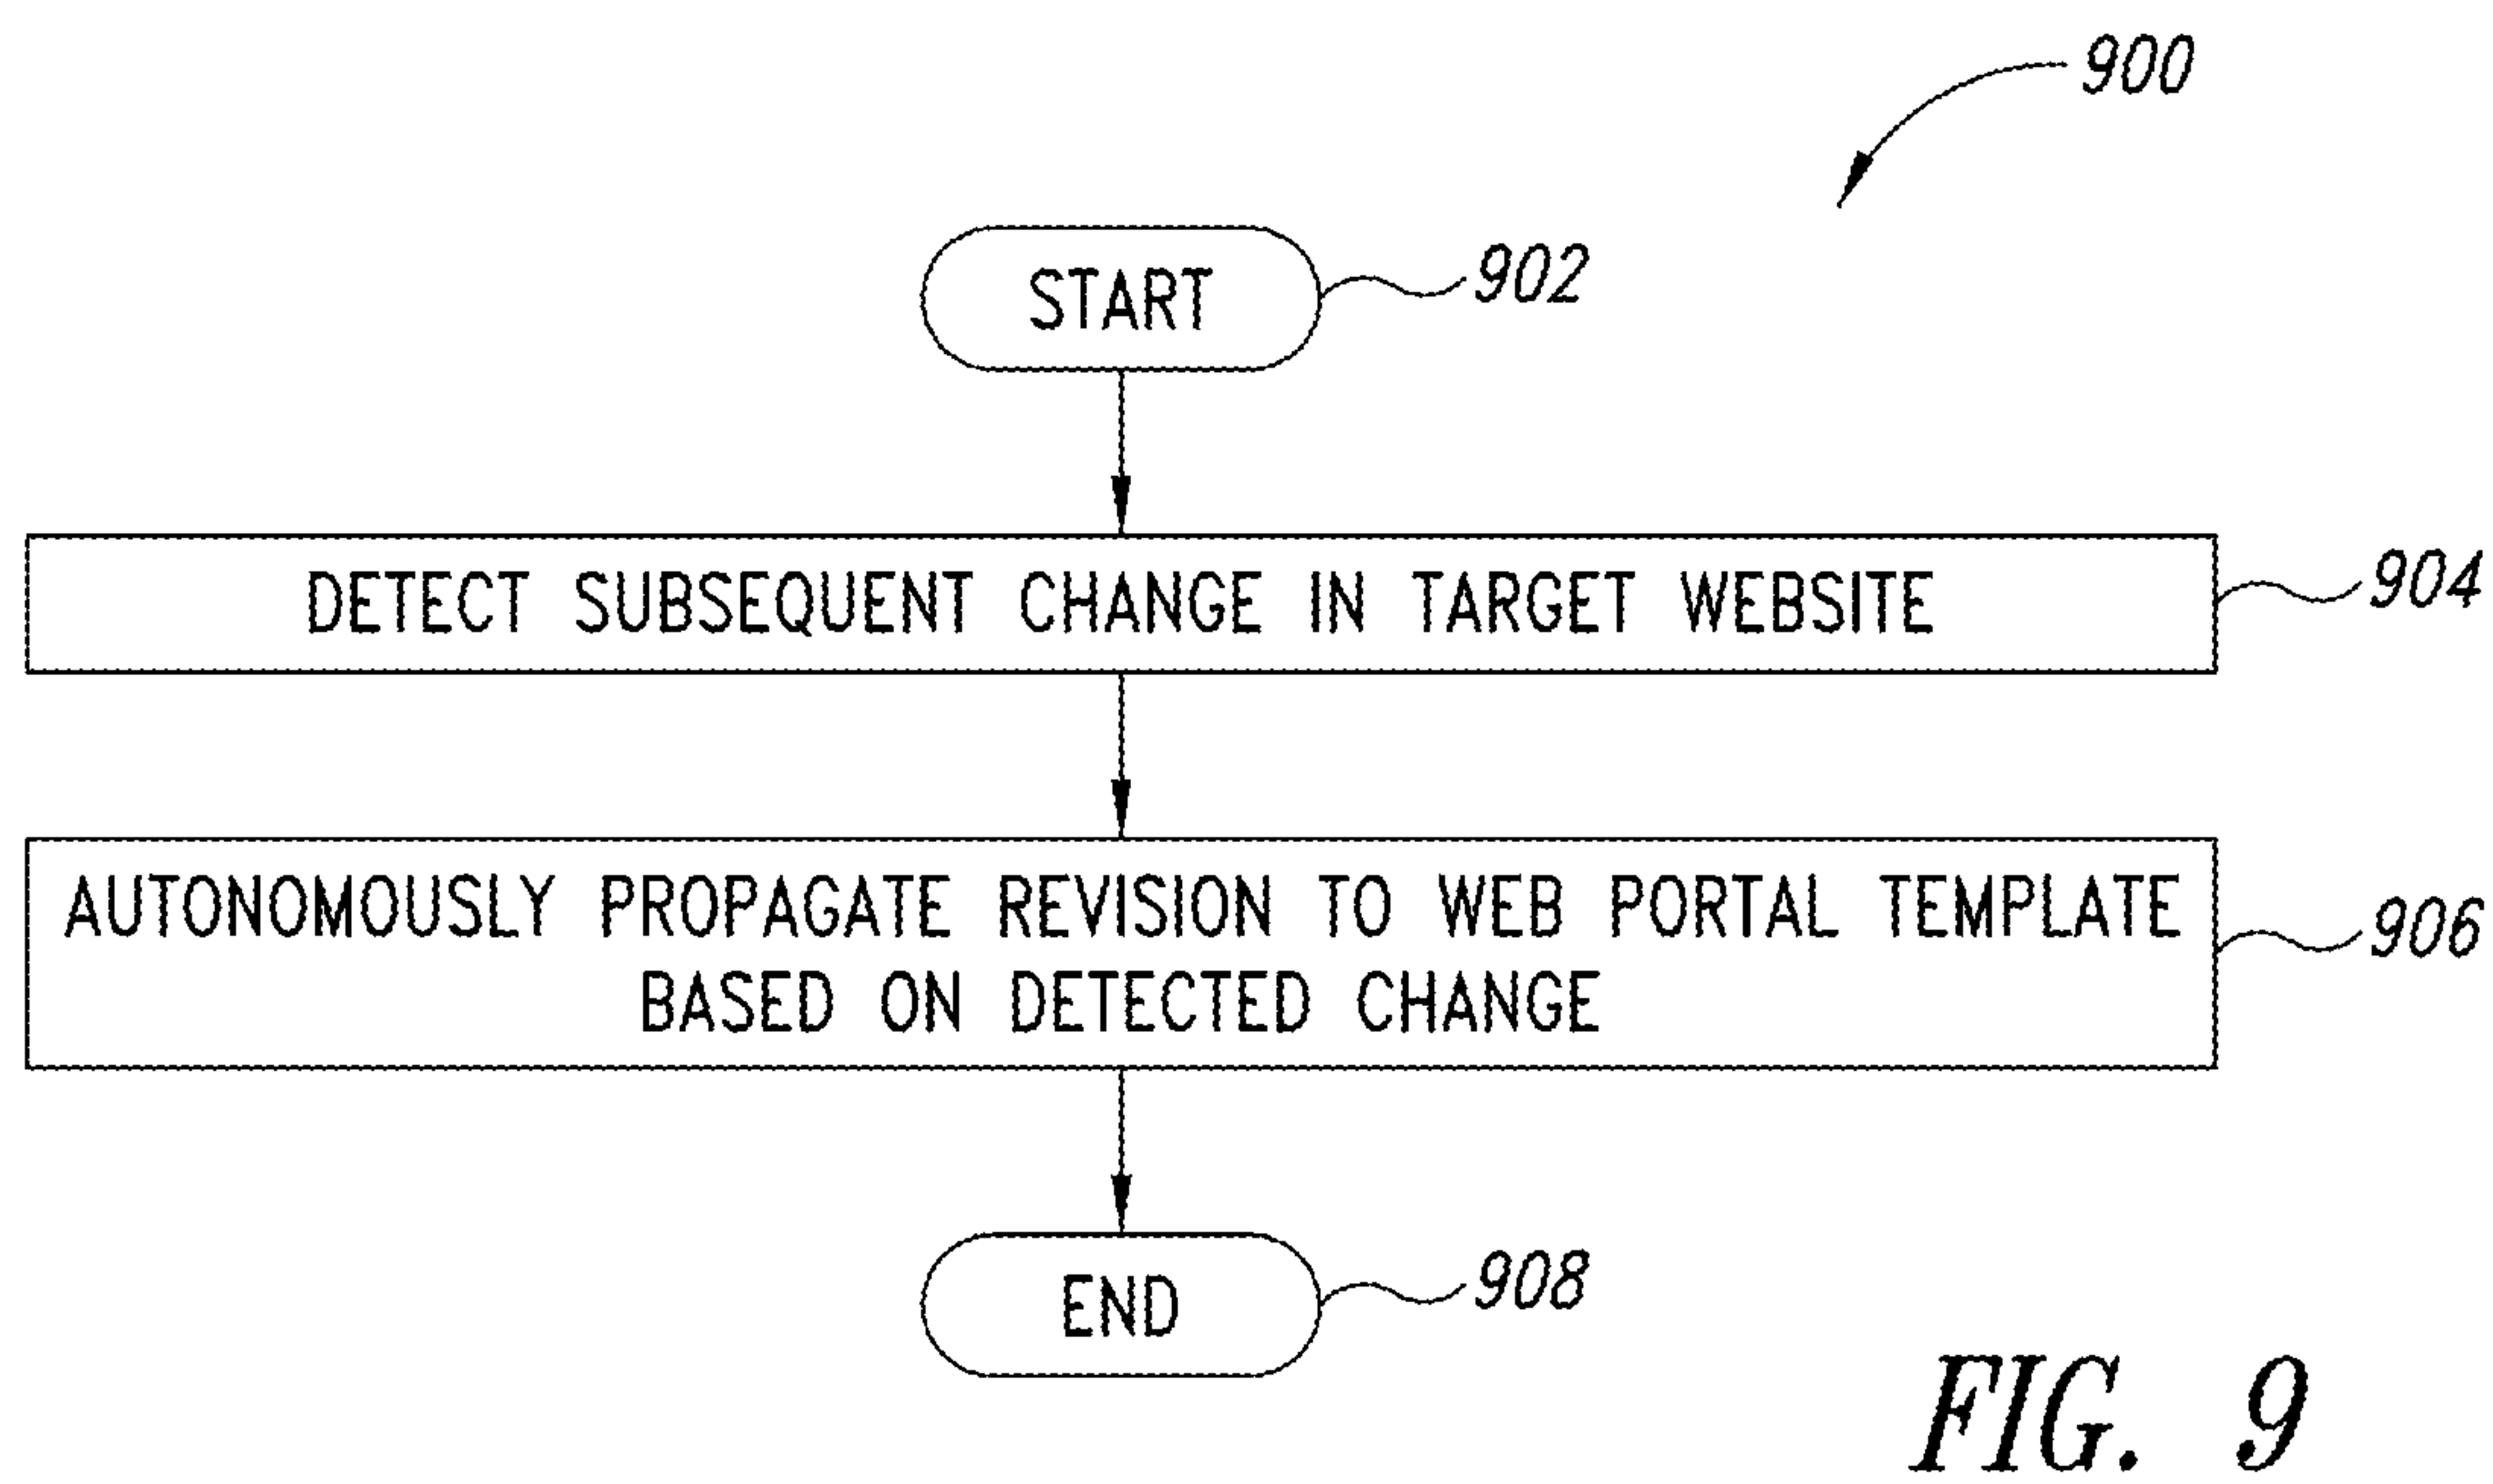 900
START
902
DETECT SUBSEQUENT CHANGE IN TARGET WEBSITE
904
AUTONOMOUSLY PROPAGATE REVISION TO WEB PORTAL TEMPLATE
BASED ON DETECTED CHANGE
906
END
908
FIG. 9